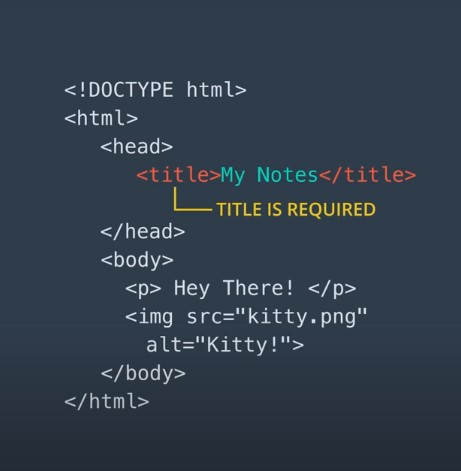 <!DOCTYPE html>
<html>
<head>
<title>My Notes</title>
TITLE IS REQUIRED
</head>
<body>
<p> Hey There! </p>
<img src="kitty.png"
alt="Kitty!">
</body>
</html>